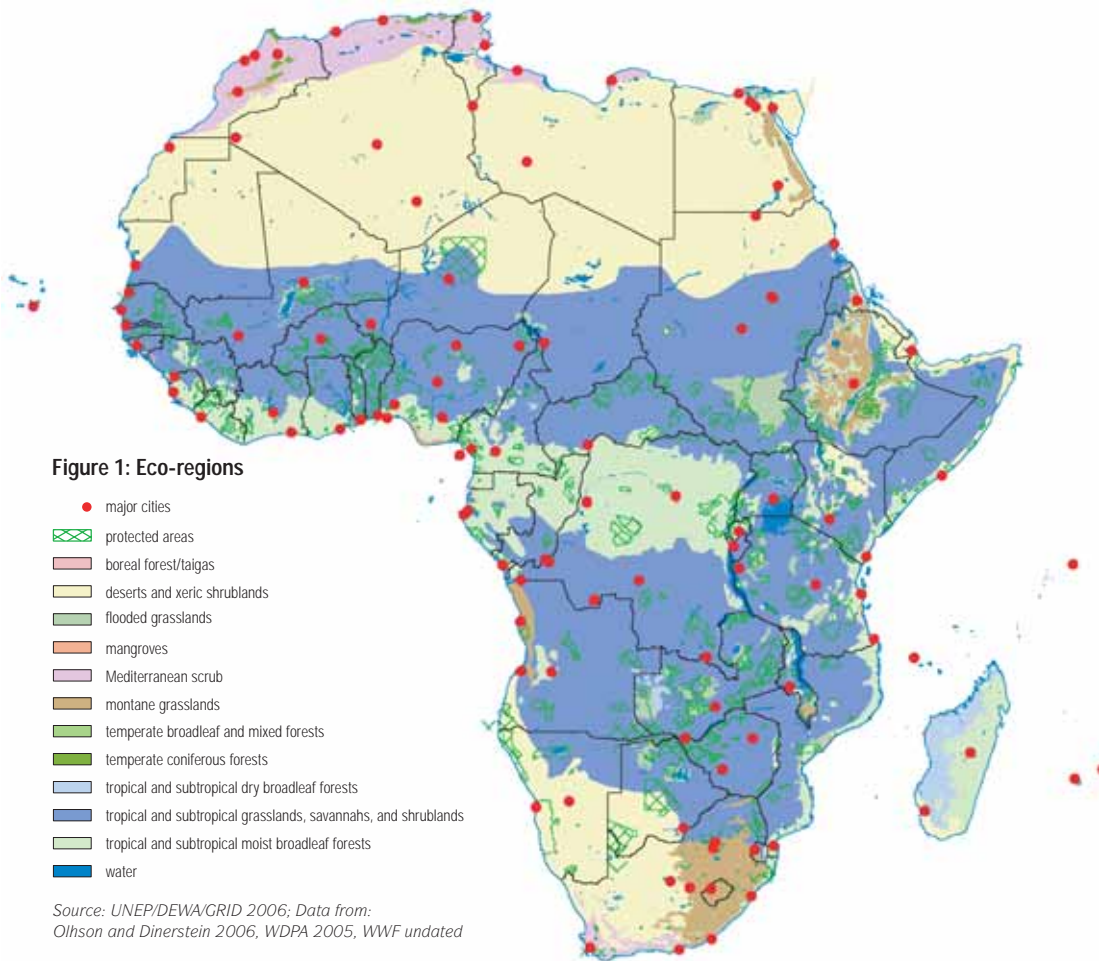 Figure 1: Eco-regions
major cities
protected areas
boreal forest/taigas
deserts and xeric shrublands
flooded grasslands
mangroves
Mediterranean scrub
montane grasslands
temperate broadleaf and mixed forests
temperate coniferous forests
tropical and subtropical dry broadleaf forests
tropical and subtropical grasslands, savannahs, and shrublands
tropical and subtropical moist broadleaf forests
water
Source: UNEP/DEWA/GRID 2006; Data from:
Olhson and Dinerstein 2006, WDPA 2005, WWF undated